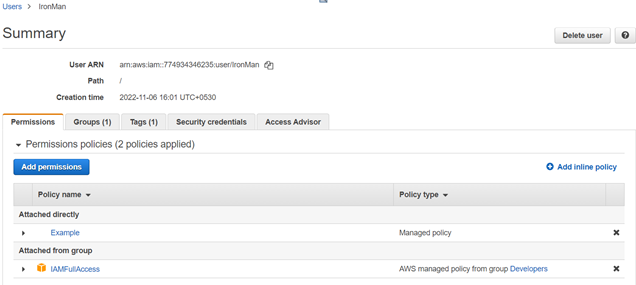 Users > IronMan
Summary
Delete user
?
User ARN arn:aws:iam::774934346235:user/IronMan
Path /
Creation time 2022-11-06 16:01 UTC+0530
Permissions Groups (1) Tags (1) Security credentials Access Advisor
Permissions policies (2 policies applied)
Add permissions Add inline policy
Policy name Policy type
Attached directly
Example Managed policy
Attached from group
IAMFullAccess AWS managed policy from group Developers